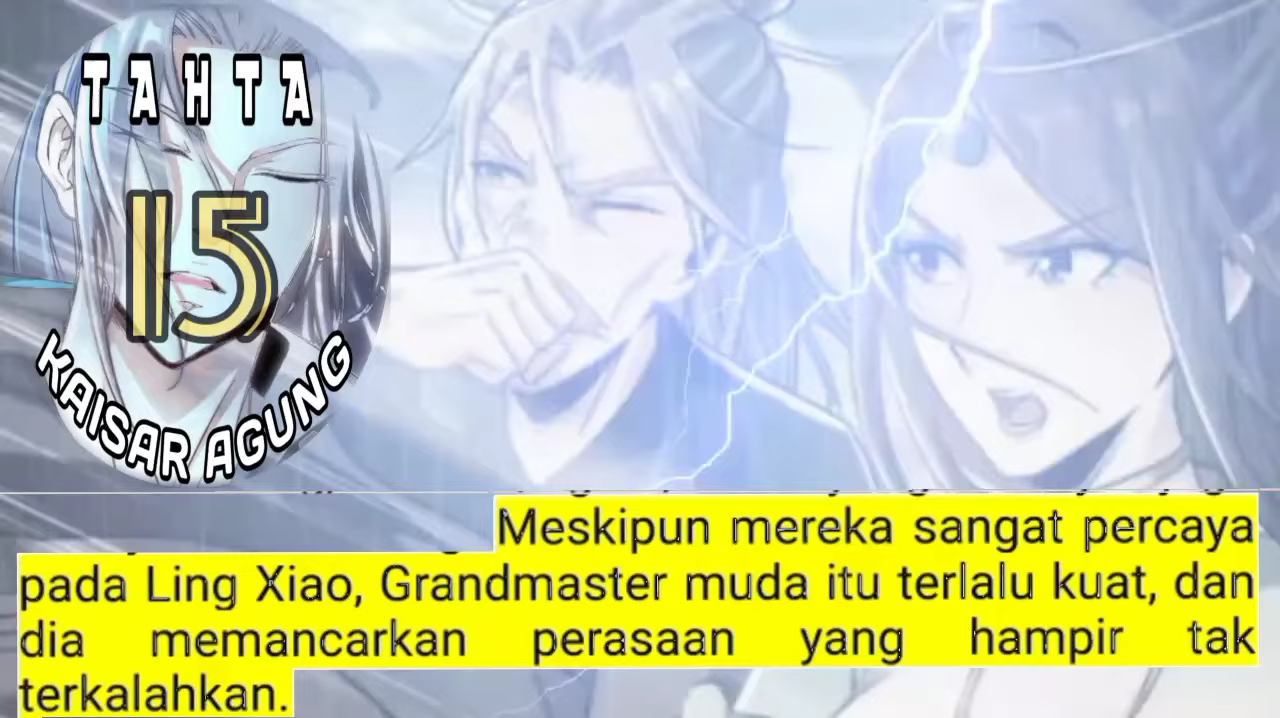 TAHTA
15
KAISAR AGUNG
Meskipun mereka sangat percaya
pada Ling Xiao, Grandmaster muda itu terlalu kuat, dan
dia memancarkan perasaan yang hampir tak
terkalahkan.